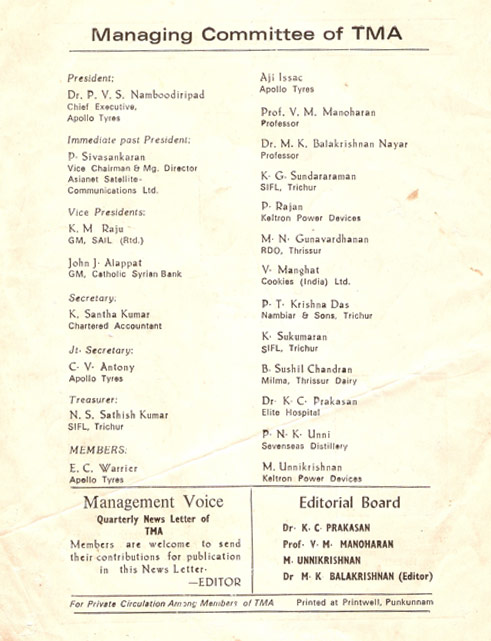 Managing Committee of TMA
President;
Dr. P. V. S. Namboodiripad
Chief Executive,
Apollo Tyres
Immediate past President;
P. Sivasankaran
Vice Chairman & Mg. Director
Asianet Satellite-
Communications Ltd.
Vice Presidents:
K. M Raju
GM, SAIL (Rtd.)
John J. Alappat
GM, Catholic Syrian Bank
Secretary:
K. Santha Kumar
Chartered Accountant
Jt. Secretary:
C. V. Antony
Apollo Tyres
Treasurer:
N. S. Sathish Kumar
SIFL, Trichur
MEMBERS:
E. C. Warrier
Apollo Tyres
Aji Issac
Apollo Tyres
Prof. V. M. Manoharan
Professor
Dr. M. K. Balakrishnan Nayar
Professor
K. G. Sundararaman
SIFL, Trichur
P. Rajan
Keltron Power Devices
M. N. Gunavardhanan
RDO, Thrissur
V. Manghat
Cookies (India) Ltd.
P. T. Krishna Das
Nambiar & Sons, Trichur
K. Sukumaran
SIFL, Trichur
B. Sushil Chandran
Milma, Thrissur Dairy
Dr. K. C. Prakasan
Elite Hospital
P. N. K. Unni
Sevenseas Distillery
M. Unnikrishnan
Keltron Power Devices
Management Voice
Quarterly News Letter of
TMA
Members are welcome to send
their contributions for publication
in this News Letter.
—EDITOR
Editorial Board
Dr. K. C. PRAKASAN
Prof. V. M. MANOHARAN
M. UNNIKRISHNAN
Dr M. K BALAKRISHNAN (Editor)
For Private Circulation Among Members of TMA
Printed at Printwell, Punkunnam